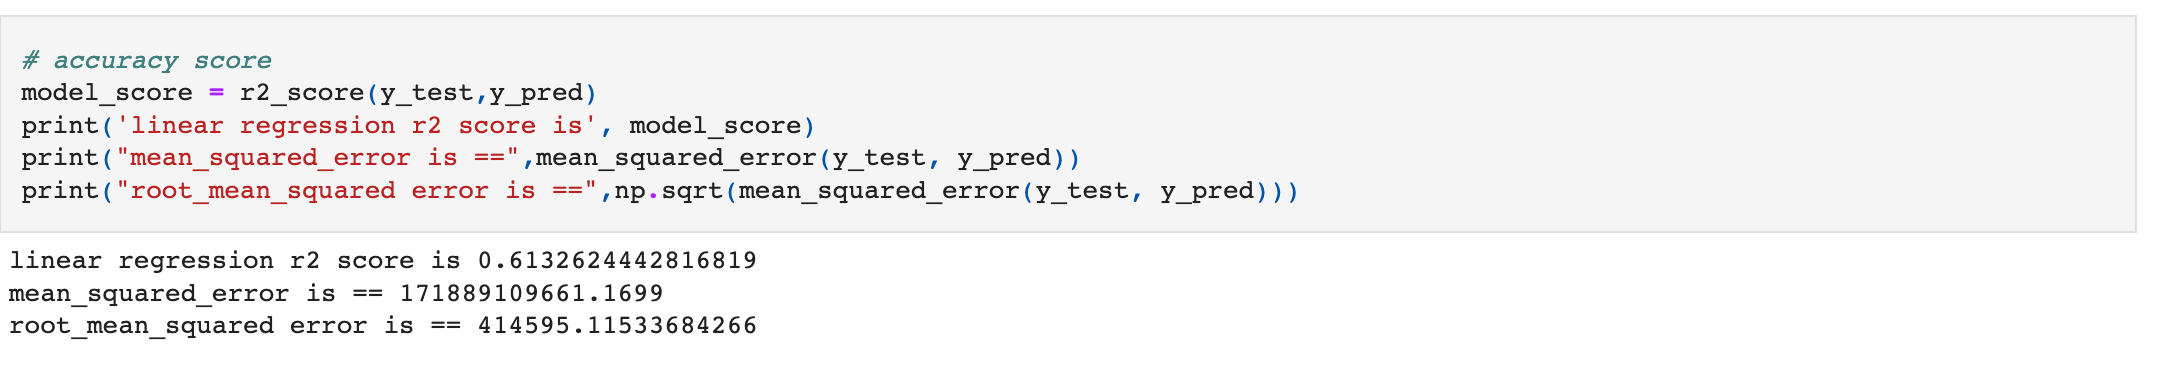 # accuracy score
model_score = r2_score(y_test,y_pred)
print('linear regression r2 score is', model_score)
print("mean_squared_error is ==",mean_squared_error(y_test, y_pred))
print("root_mean_squared error is ==",np.sqrt(mean_squared_error(y_test, y_pred)))
linear regression r2 score is 0.6132624442816819
mean_squared_error is == 171889109661.1699
root_mean_squared error is == 414595.11533684266